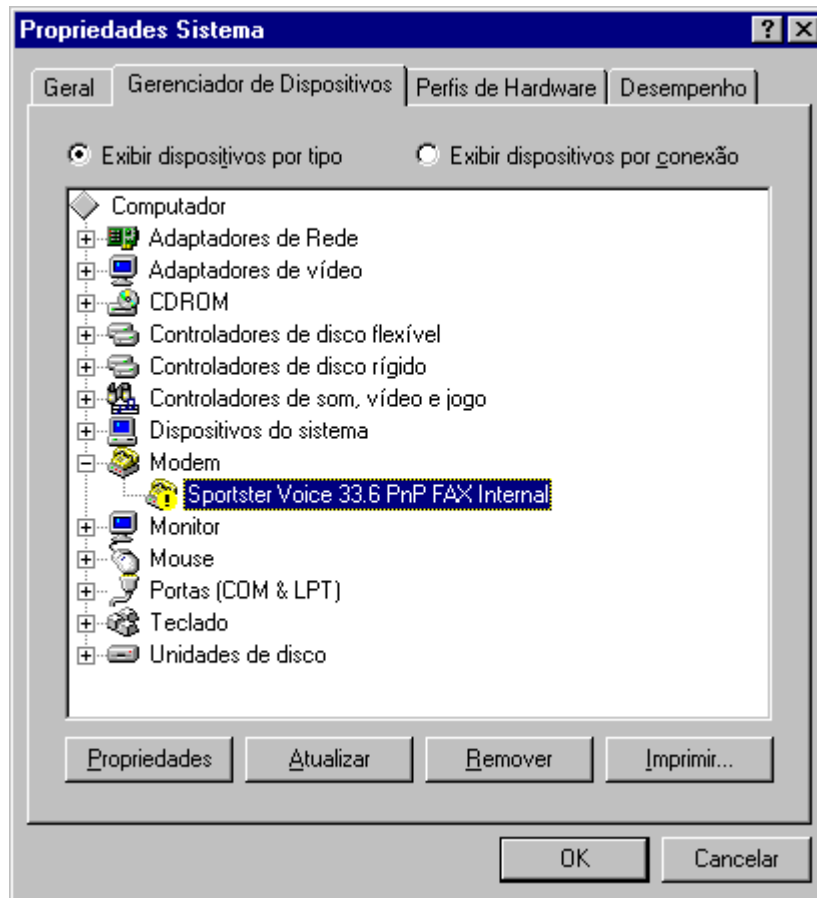 Propriedades Sistema
Geral Gerenciador de Dispositivos Perfis de Hardware Desempenho
Exibir dispositivos por tipo Exibir dispositivos por conexão
Computador
Adaptadores de Rede
Adaptadores de vídeo
CDROM
Controladores de disco flexível
Controladores de disco rígido
Controladores de som, vídeo e jogo
Dispositivos do sistema
Modem
Sportster Voice 33.6 PnP FAX Internal
Monitor
Mouse
Portas (COM & LPT)
Teclado
Unidades de disco
Propriedades Atualizar Remover Imprimir...
OK Cancelar